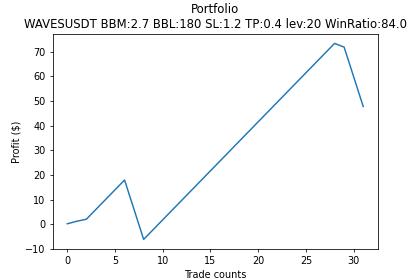 Portfolio
WAVESUSDT BBM:2.7 BBL:180 SL:1.2 TP:0.4 lev:20 WinRatio:84.0
70
60
50
40
30
20
10
0
−10
Profit ($)
0 5 10 15 20 25 30
Trade counts